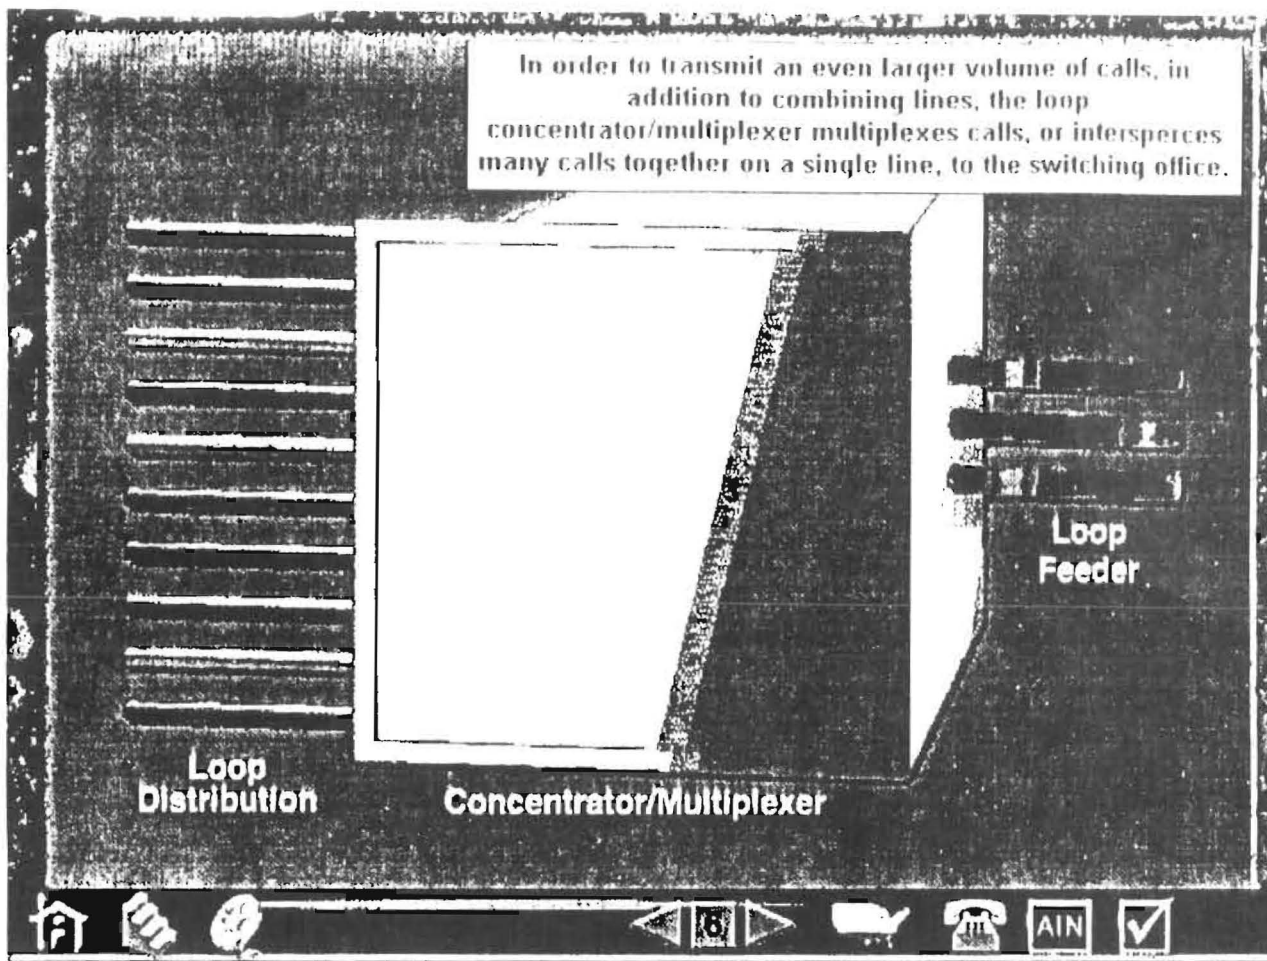 In order to transmit an even larger volume of calls, in
addition to combining lines, the loop
concentrator/multiplexer multiplexes calls, or intersperces
many calls together on a single line, to the switching office.
Loop
Feeder
Loop
Distribution
Concentrator/Multiplexer
6
AIN